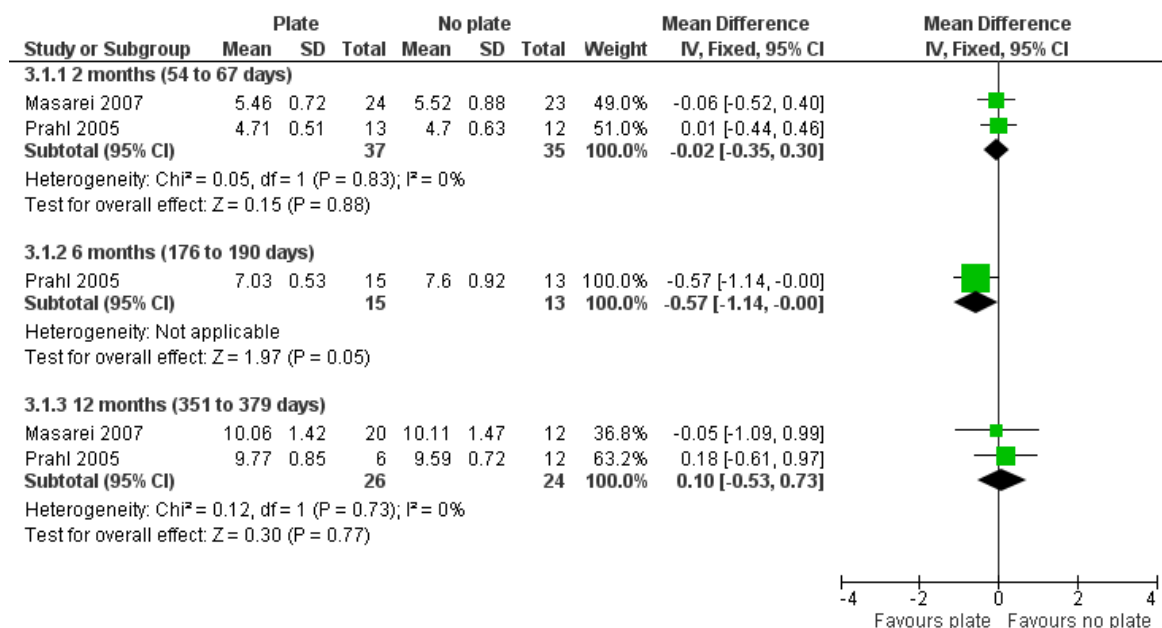 Plate No plate Mean Difference Mean Difference
Study or Subgroup Mean SD Total Mean SD Total Weight IV, Fixed, 95% CI IV, Fixed, 95% CI
3.1.1 2 months (54 to 67 days)
Masarei 2007 5.46 0.72 24 5.52 0.88 23 49.0% -0.06 [-0.52, 0.40]
Prahl 2005 4.71 0.51 13 4.7 0.63 12 51.0% 0.01 [-0.44, 0.46]
Subtotal (95% CI) 37 35 100.0% -0.02 [-0.35, 0.30]
Heterogeneity: Chi² = 0.05, df = 1 (P = 0.83); I² = 0%
Test for overall effect: Z = 0.15 (P = 0.88)
3.1.2 6 months (176 to 190 days)
Prahl 2005 7.03 0.53 15 7.6 0.92 13 100.0% -0.57 [-1.14, -0.00]
Subtotal (95% CI) 15 13 100.0% -0.57 [-1.14, -0.00]
Heterogeneity: Not applicable
Test for overall effect: Z = 1.97 (P = 0.05)
3.1.3 12 months (351 to 379 days)
Masarei 2007 10.06 1.42 20 10.11 1.47 12 36.8% -0.05 [-1.09, 0.99]
Prahl 2005 9.77 0.85 6 9.59 0.72 12 63.2% 0.18 [-0.61, 0.97]
Subtotal (95% CI) 26 24 100.0% 0.10 [-0.53, 0.73]
Heterogeneity: Chi² = 0.12, df = 1 (P = 0.73); I² = 0%
Test for overall effect: Z = 0.30 (P = 0.77)
-4 -2 0 2 4
Favours plate Favours no plate